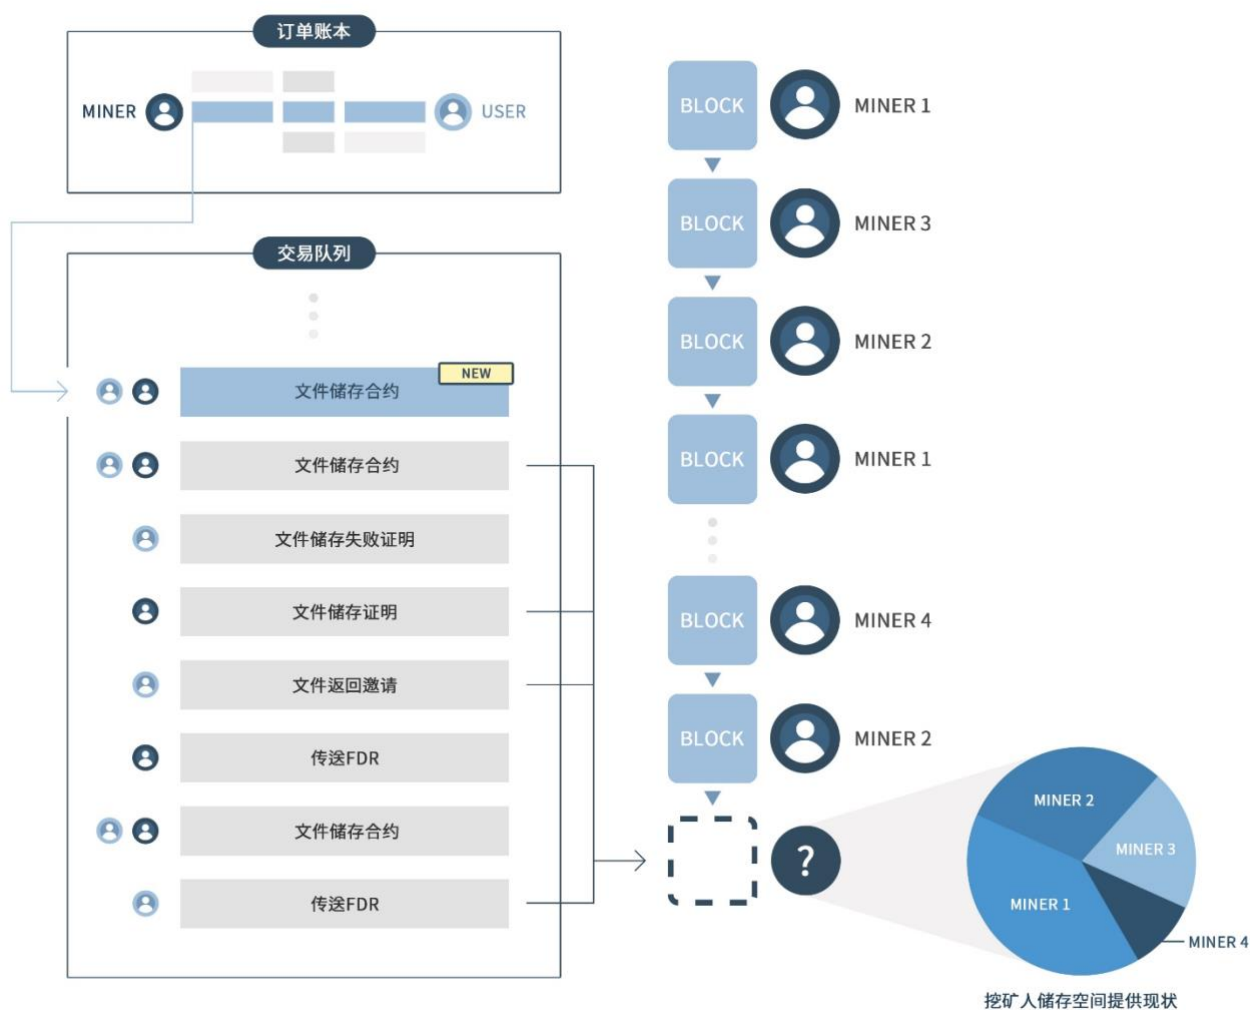 订单账本
MINER
USER
交易队列
NEW
文件储存合约
文件储存合约
文件储存失败证明
文件储存证明
文件返回邀请
传送FDR
文件储存合约
传送FDR
BLOCK
MINER 1
BLOCK
MINER 3
BLOCK
MINER 2
BLOCK
MINER 1
BLOCK
MINER 4
BLOCK
MINER 2
?
MINER 2
MINER 3
MINER 1
MINER 4
挖矿人储存空间提供现状